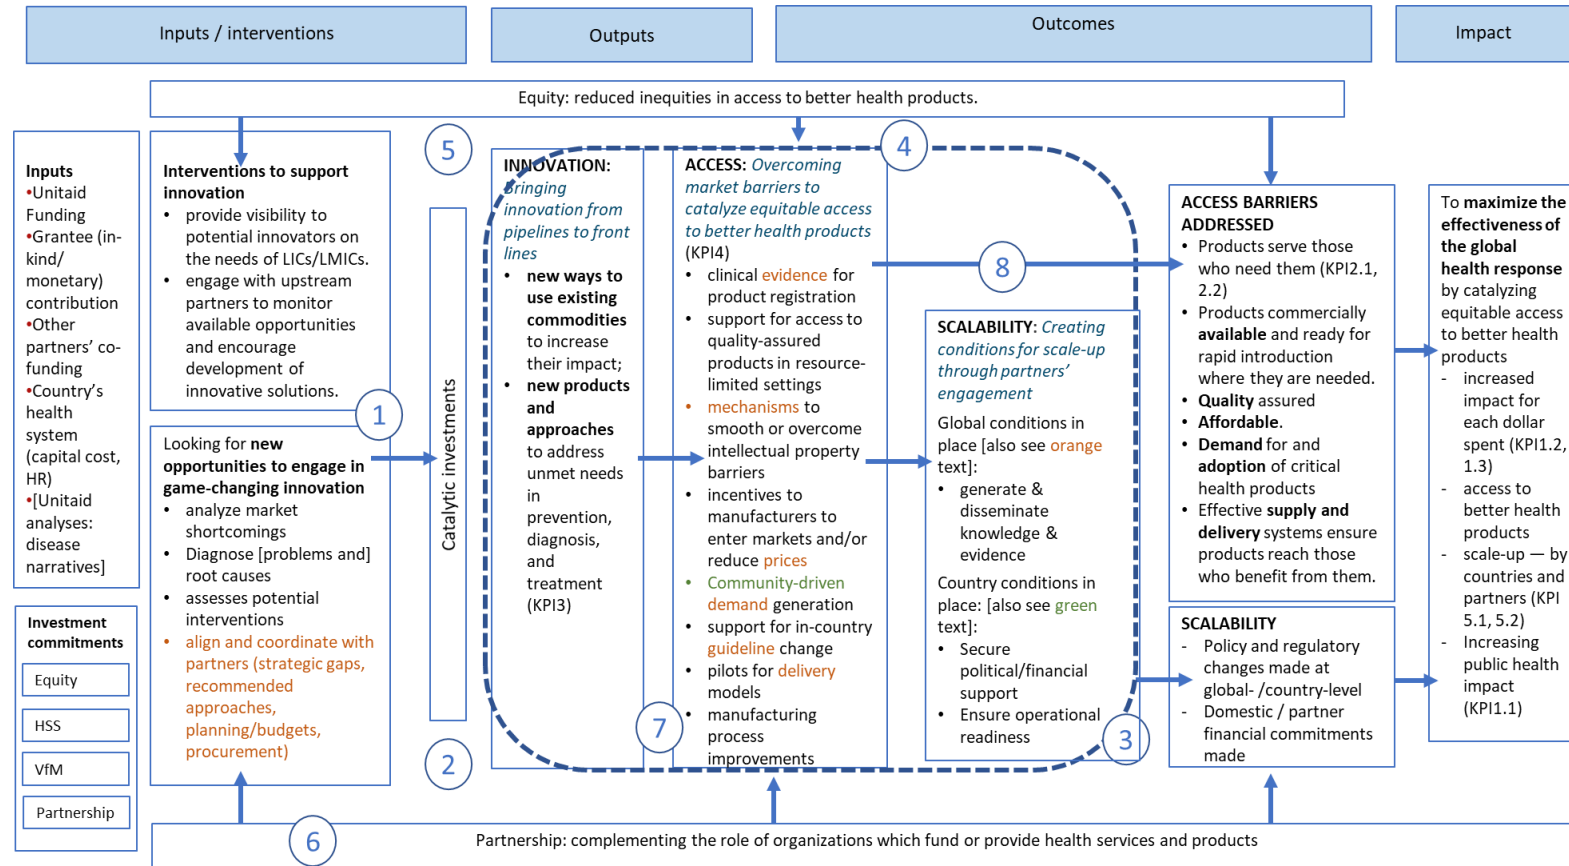 Inputs / interventions
Outputs
Outcomes
Impact
Equity: reduced inequities in access to better health products.
Inputs
•Unitaid
Funding
•Grantee (in-
kind/
monetary)
contribution
•Other
partners' co-
funding
•Country's
health
system
(capital cost,
HR)
•[Unitaid
analyses:
disease
narratives]
Investment
commitments
Equity
HSS
VfM
Partnership
Interventions to support
innovation
• provide visibility to
potential innovators on
the needs of LICs/LMICs.
• engage with upstream
partners to monitor
available opportunities
and encourage
development of
innovative solutions.
1
Looking for new
opportunities to engage in
game-changing innovation
• analyze market
shortcomings
• Diagnose [problems and]
root causes
• assesses potential
interventions
• align and coordinate with
partners (strategic gaps,
recommended
approaches,
planning/budgets,
procurement)
5
Catalytic investments
2
INNOVATION:
Bringing
innovation from
pipelines to front
lines
• new ways to
use existing
commodities
to increase
their impact;
• new products
and
approaches
to address
unmet needs
in
prevention,
diagnosis,
and
treatment
(KPI3)
7
4
ACCESS: Overcoming
market barriers to
catalyze equitable access
to better health products
(KPI4)
• clinical evidence for
product registration
• support for access to
quality-assured
products in resource-
limited settings
• mechanisms to
smooth or overcome
intellectual property
barriers
• incentives to
manufacturers to
enter markets and/or
reduce prices
• Community-driven
demand generation
• support for in-country
guideline change
• pilots for delivery
models
• manufacturing
process
improvements
8
SCALABILITY: Creating
conditions for scale-up
through partners'
engagement
Global conditions in
place [also see orange
text]:
• generate &
disseminate
knowledge &
evidence
Country conditions in
place: [also see green
text]:
• Secure
political/financial
support
• Ensure operational
readiness
3
ACCESS BARRIERS
ADDRESSED
• Products serve those
who need them (KPI2.1,
2.2)
• Products commercially
available and ready for
rapid introduction
where they are needed.
• Quality assured
• Affordable.
• Demand for and
adoption of critical
health products
• Effective supply and
delivery systems ensure
products reach those
who benefit from them.
SCALABILITY
- Policy and regulatory
changes made at
global- /country-level
- Domestic / partner
financial commitments
made
To maximize the
effectiveness of
the global
health response
by catalyzing
equitable access
to better health
products
- increased
impact for
each dollar
spent (KPI1.2,
1.3)
- access to
better health
products
- scale-up — by
countries and
partners (KPI
5.1, 5.2)
- Increasing
public health
impact
(KPI1.1)
6
Partnership: complementing the role of organizations which fund or provide health services and products